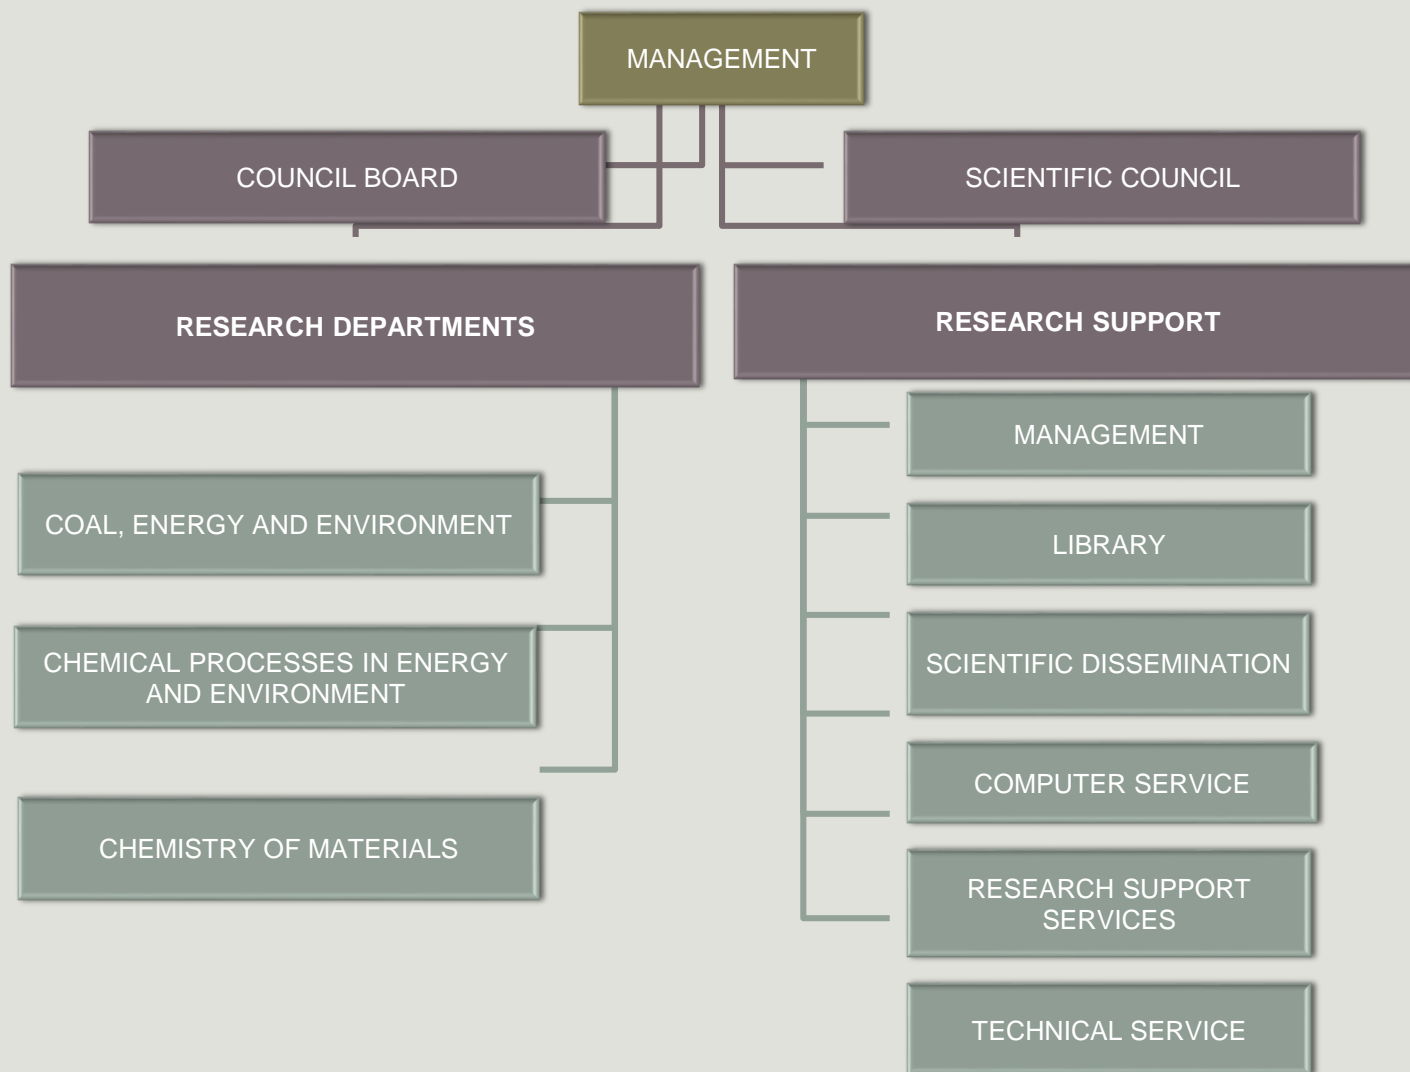 MANAGEMENT
COUNCIL BOARD
SCIENTIFIC COUNCIL
RESEARCH DEPARTMENTS
RESEARCH SUPPORT
COAL, ENERGY AND ENVIRONMENT
CHEMICAL PROCESSES IN ENERGY
AND ENVIRONMENT
CHEMISTRY OF MATERIALS
MANAGEMENT
LIBRARY
SCIENTIFIC DISSEMINATION
COMPUTER SERVICE
RESEARCH SUPPORT
SERVICES
TECHNICAL SERVICE